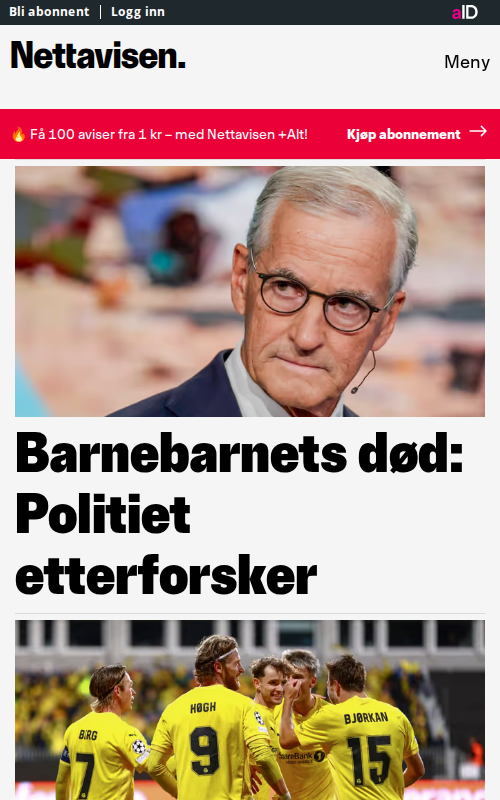 Bli abonnent | Logg inn
aID
Nettavisen.
Meny
🔥 Få 100 aviser fra 1 kr – med Nettavisen +Alt!
Kjøp abonnement →
Barnebarnets død:
Politiet
etterforsker
BERG
7
HØGH
9
BJØRKAN
15